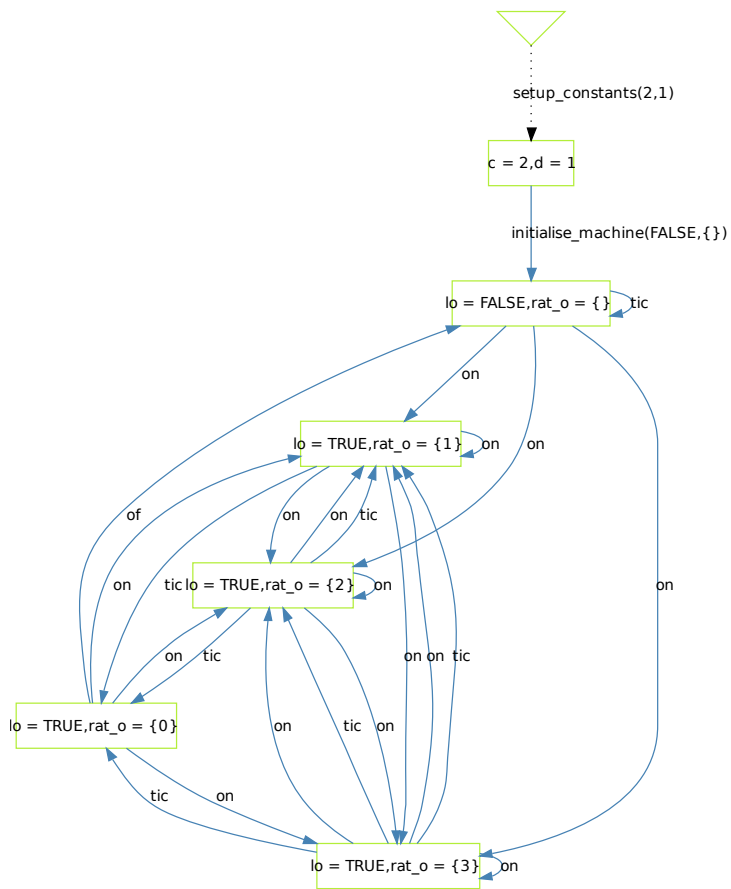 setup_constants(2,1)
c = 2,d = 1
initialise_machine(FALSE,{})
lo = FALSE,rat_o = {}
tic
on
lo = TRUE,rat_o = {1}
on
on
of
on
on
tic
on
tic
lo = TRUE,rat_o = {2}
on
on
on
tic
on
on
tic
lo = TRUE,rat_o = {0}
on
tic
on
tic
on
lo = TRUE,rat_o = {3}
on